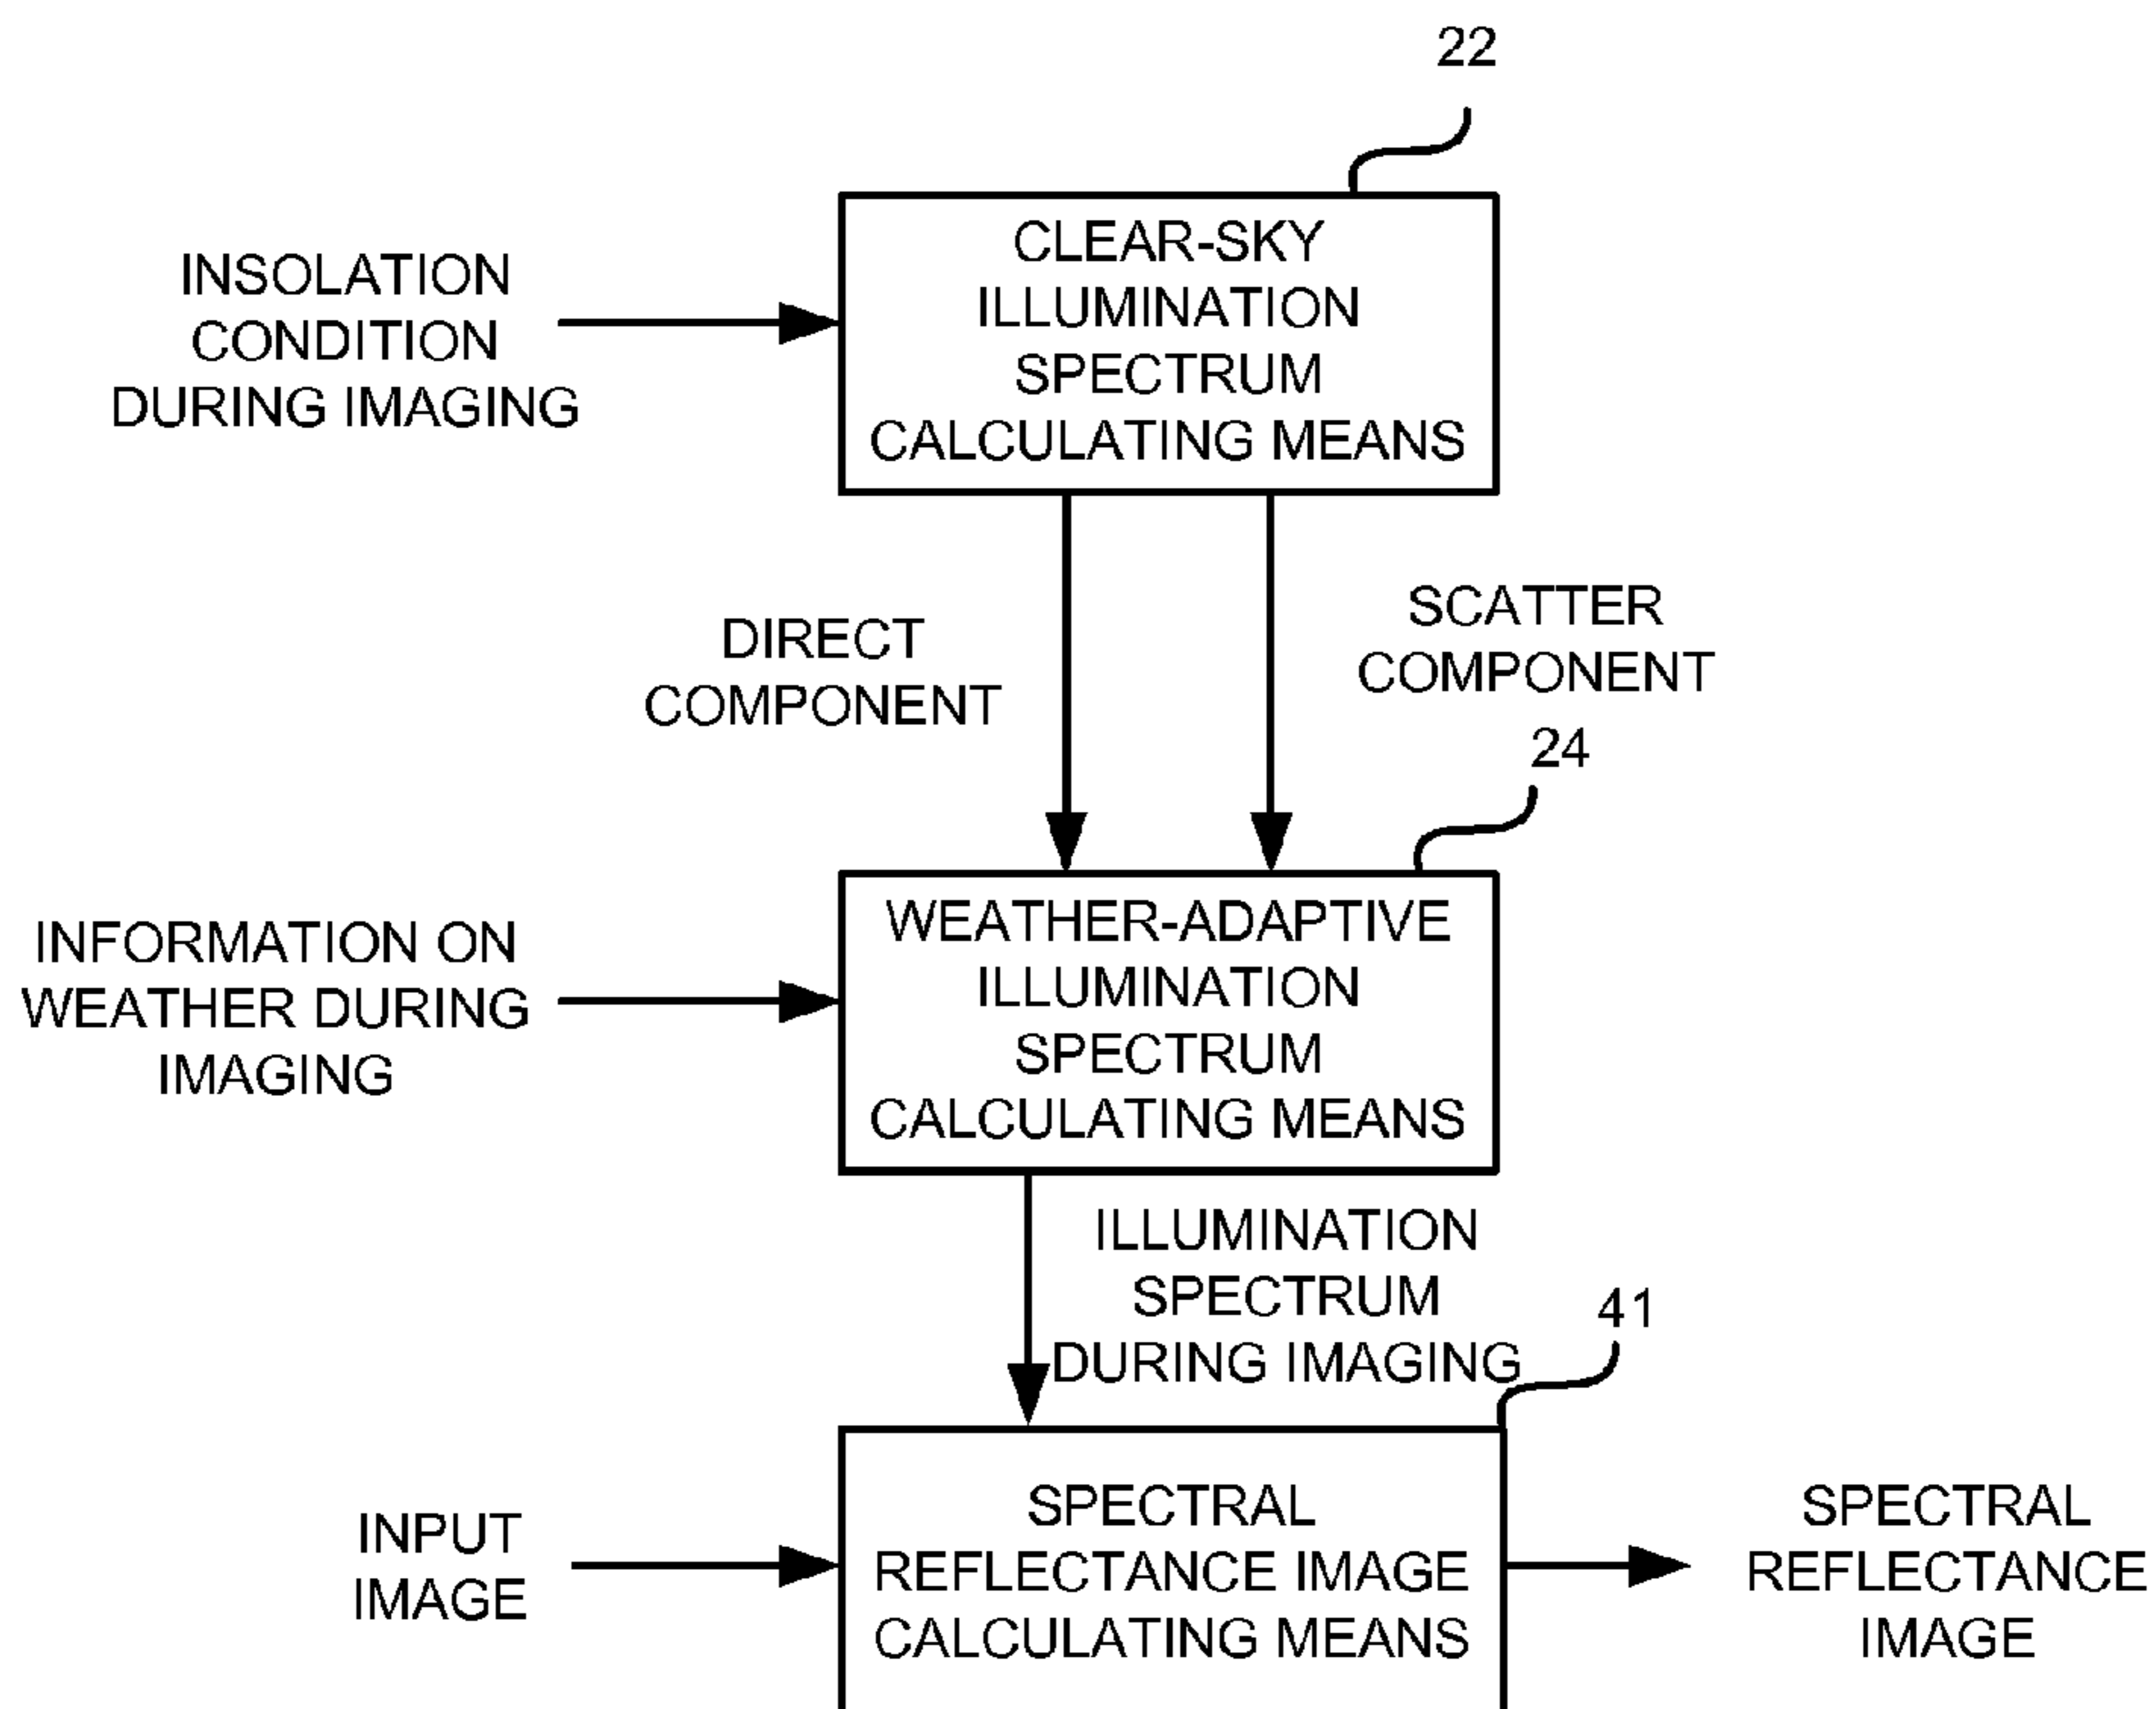 22
CLEAR-SKY
ILLUMINATION
SPECTRUM
CALCULATING MEANS
INSOLATION
CONDITION
DURING IMAGING
DIRECT
COMPONENT
SCATTER
COMPONENT
24
WEATHER-ADAPTIVE
ILLUMINATION
SPECTRUM
CALCULATING MEANS
INFORMATION ON
WEATHER DURING
IMAGING
ILLUMINATION
SPECTRUM
DURING IMAGING
41
INPUT
IMAGE
SPECTRAL
REFLECTANCE IMAGE
CALCULATING MEANS
SPECTRAL
REFLECTANCE
IMAGE